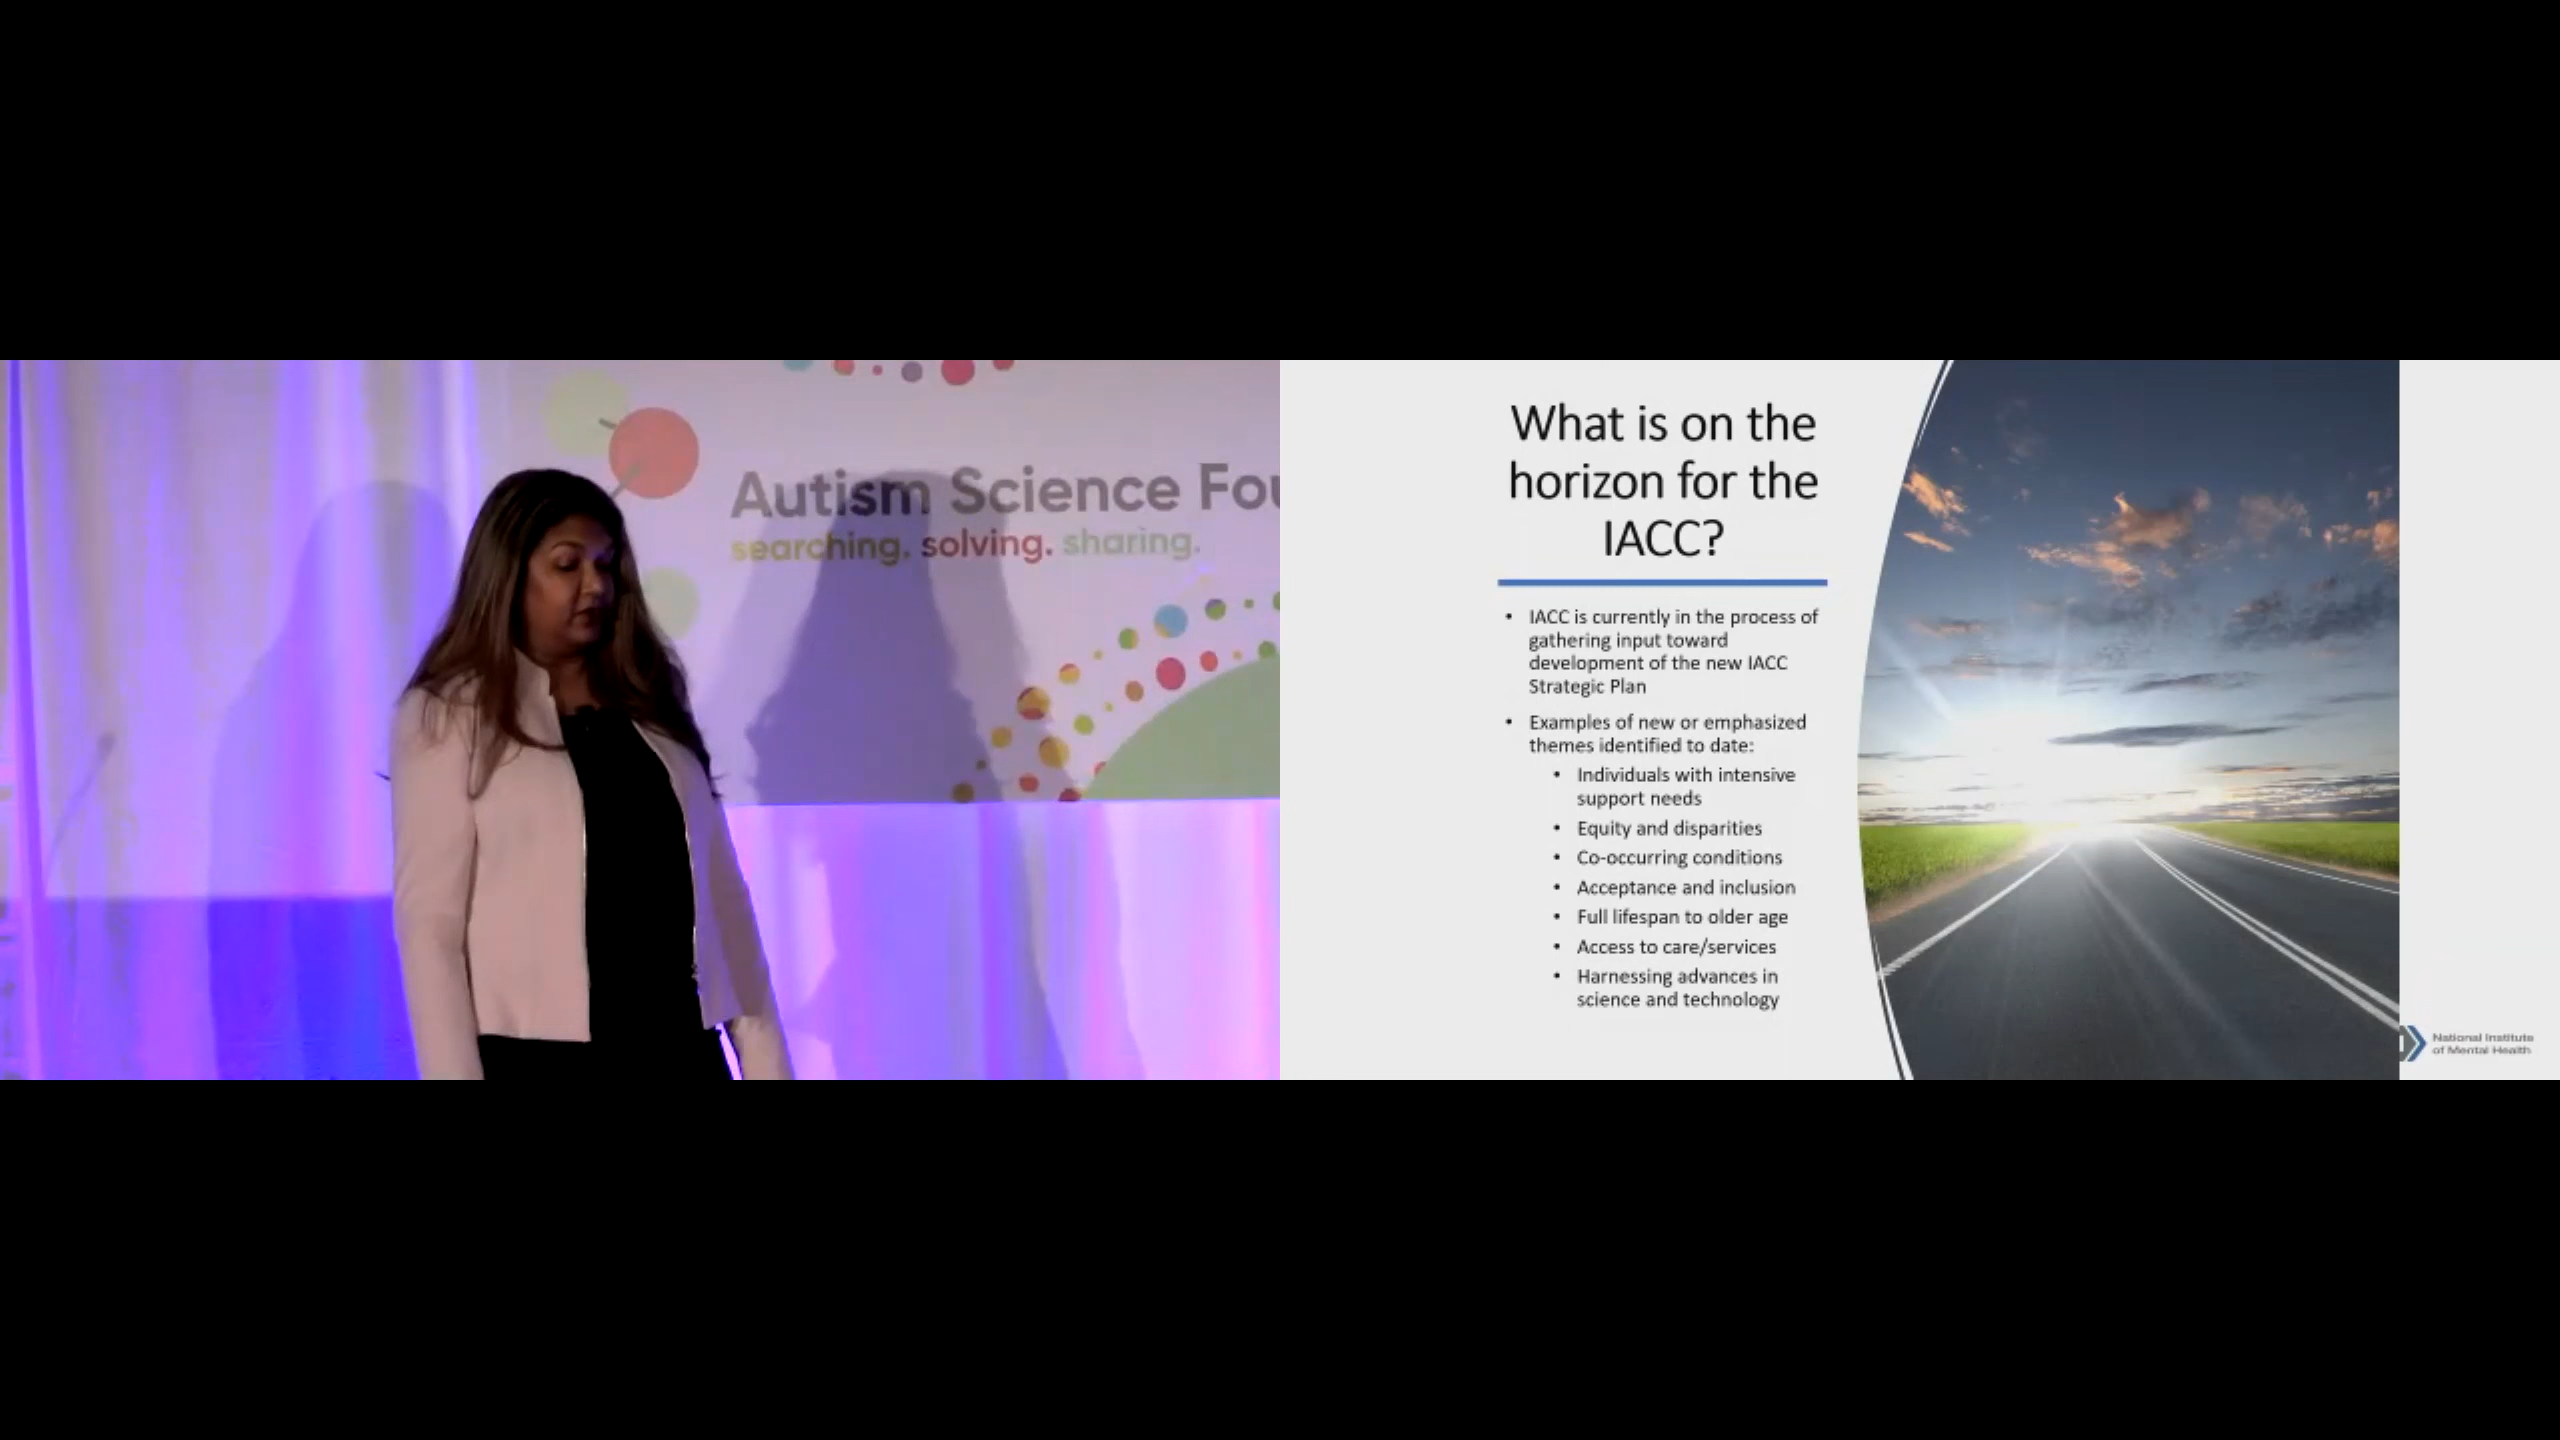 Autism Science
searching. solving. sharing.
What is on the
horizon for the
IACC?
• IACC is currently in the process of
gathering input toward
development of the new IACC
Strategic Plan
• Examples of new or emphasized
themes identified to date:
• Individuals with intensive
support needs
• Equity and disparities
• Co-occurring conditions
• Acceptance and inclusion
• Full lifespan to older age
• Access to care/services
• Harnessing advances in
science and technology
National Institute
of Mental Health